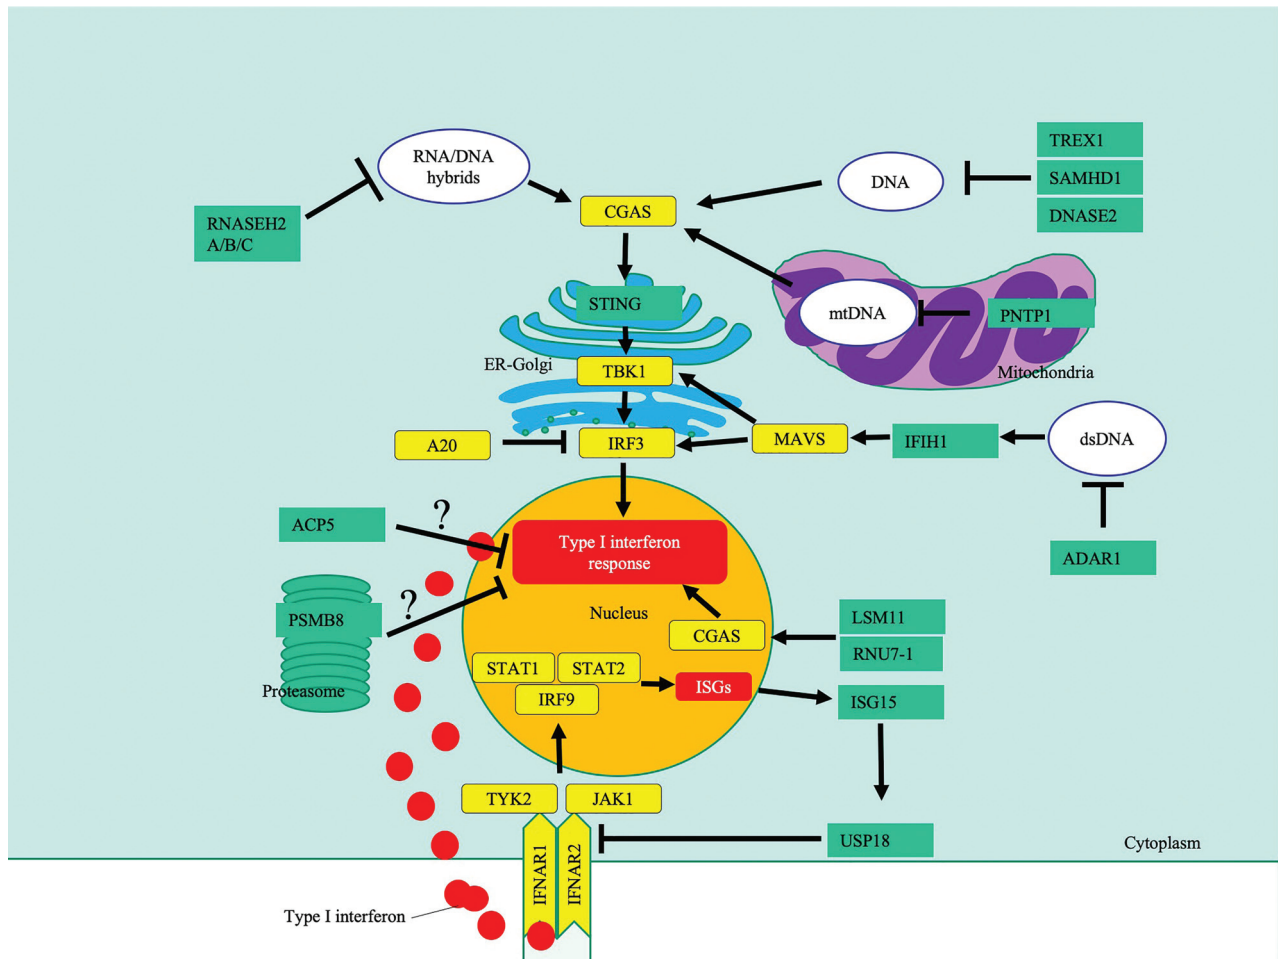 RNA/DNA
hybrids
TREX1
SAMHD1
DNASE2
DNA
RNASEH2
A/B/C
CGAS
STING
mtDNA
PNTP1
ER-Golgi
TBK1
Mitochondria
A20
IRF3
MAVS
IFIH1
dsDNA
ACP5
?
Type I interferon
response
ADAR1
PSMB8
?
Nucleus
CGAS
LSM11
RNU7-1
Proteasome
STAT1
STAT2
IRF9
ISGs
ISG15
TYK2
JAK1
IFNAR1
IFNAR2
USP18
Cytoplasm
Type I interferon